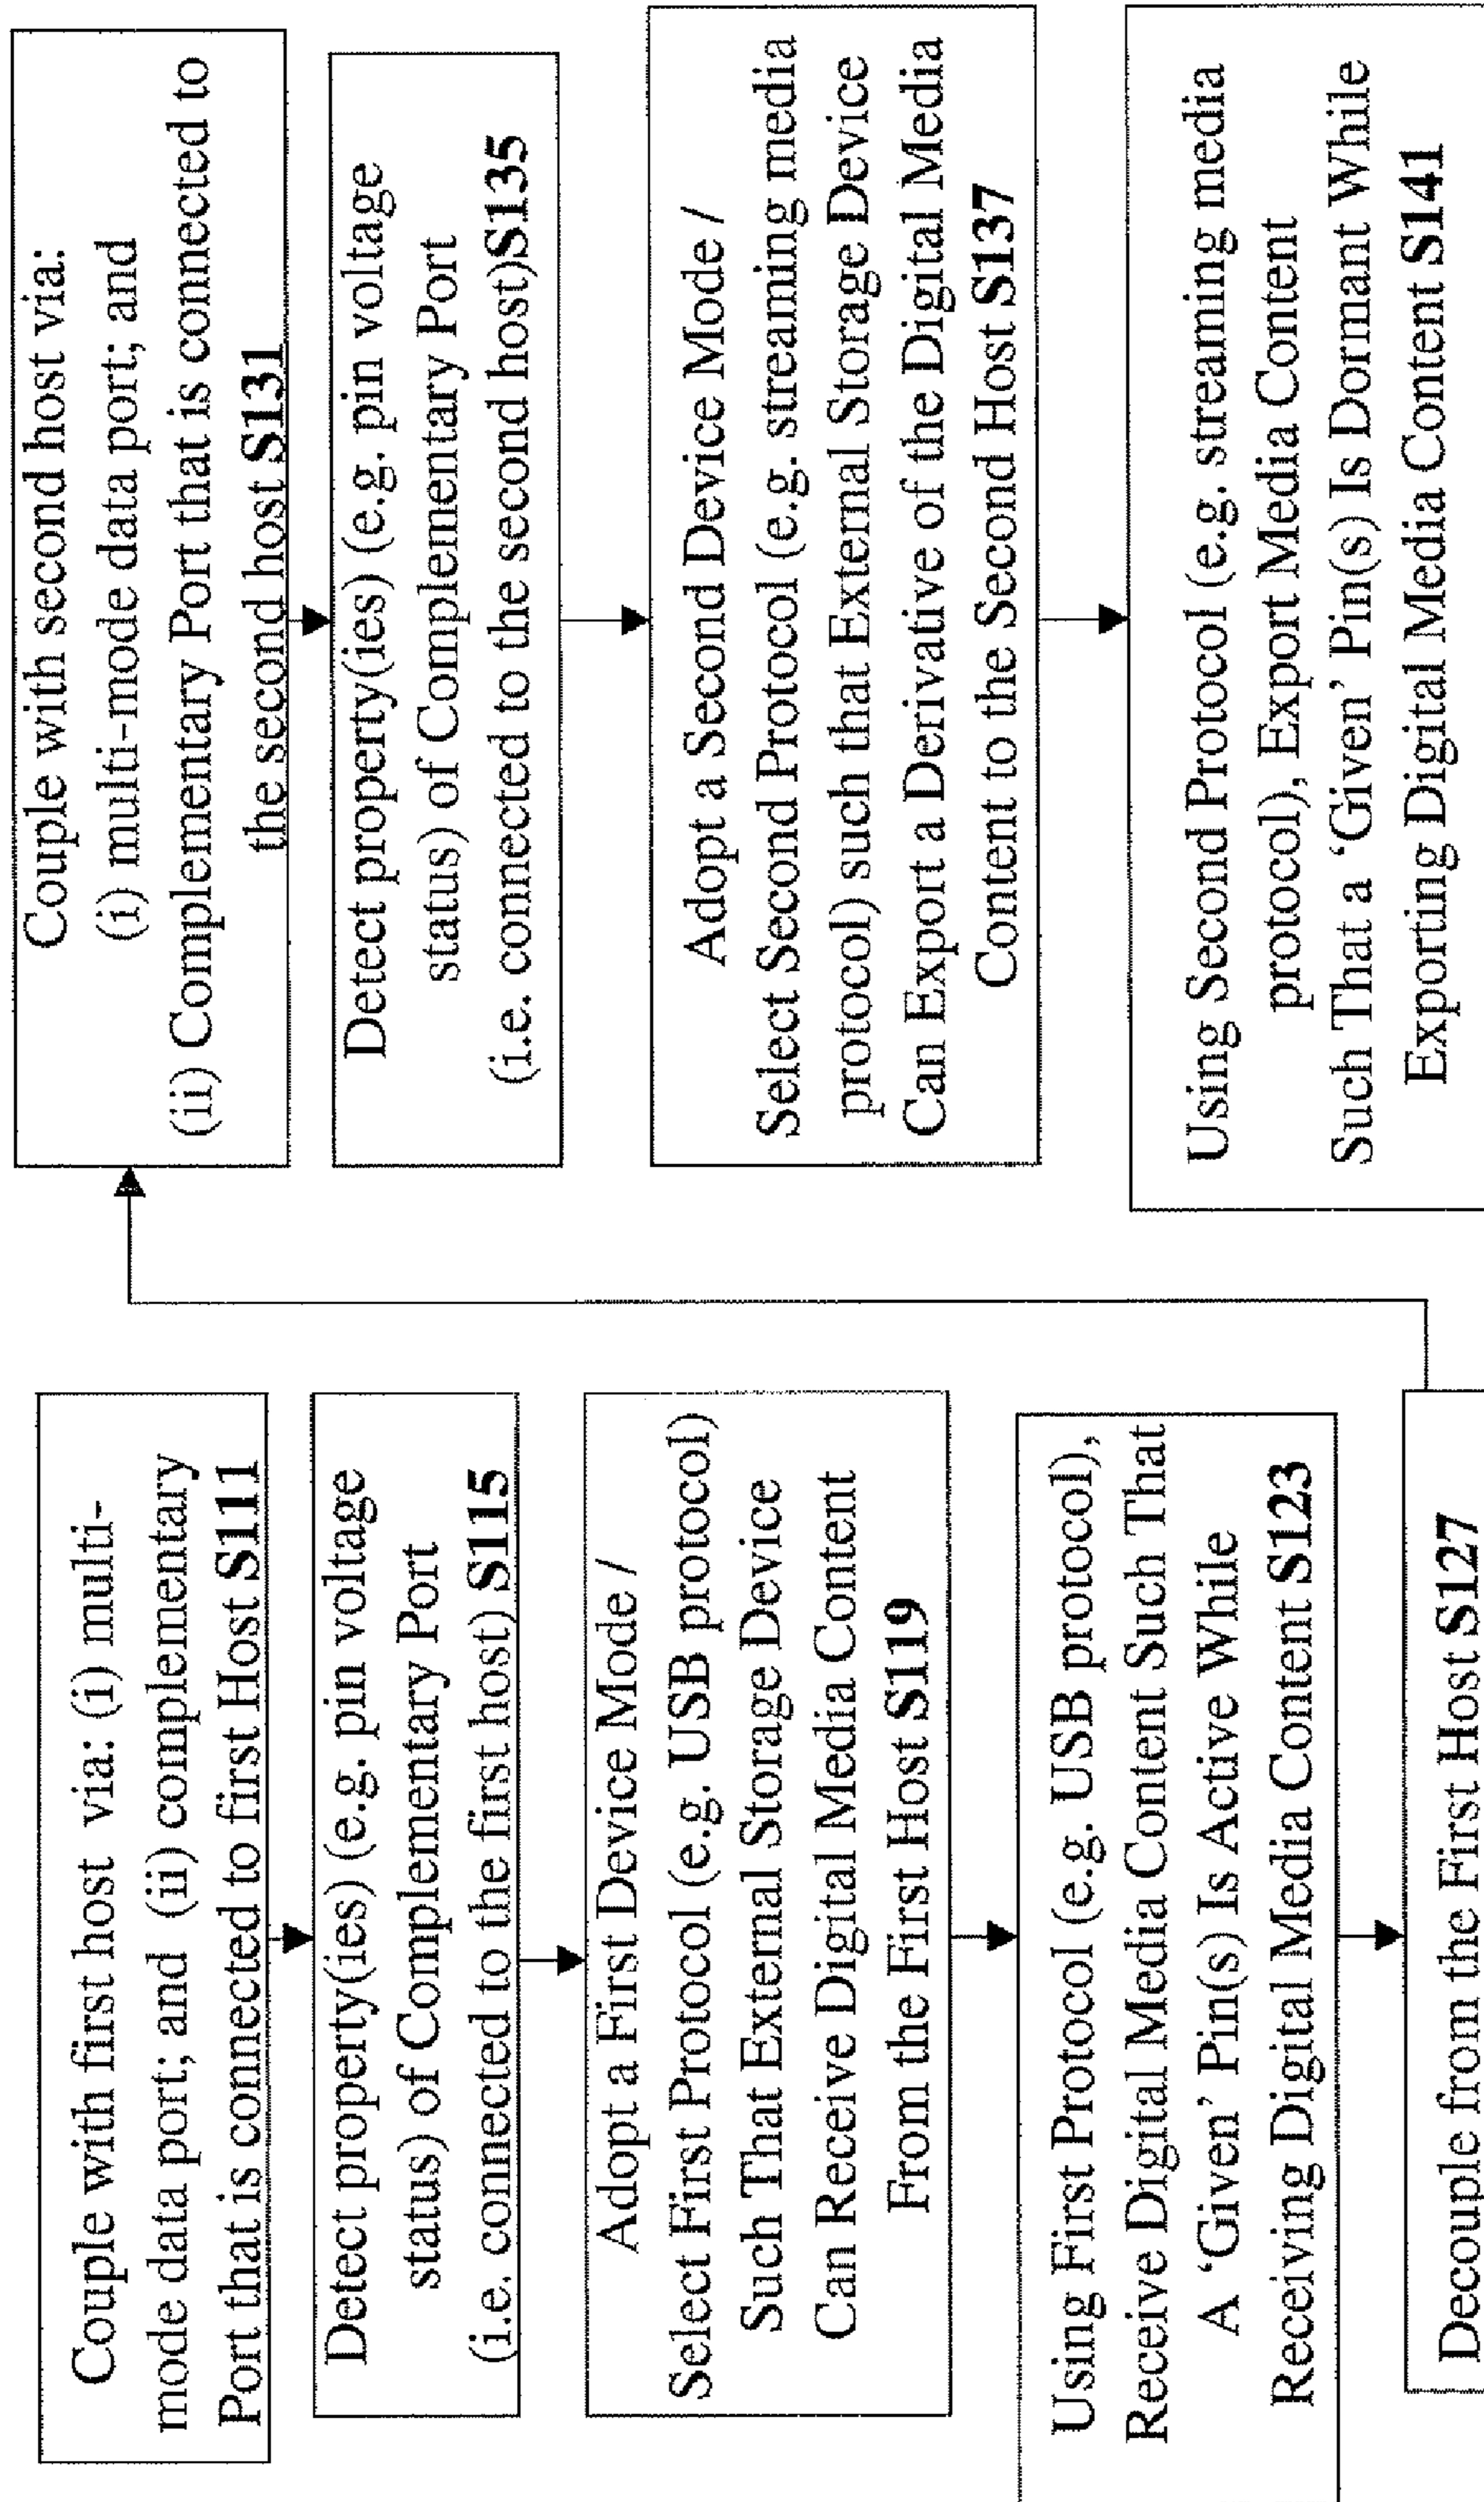 Couple with first host via: (i) multi-
mode data port; and (ii) complementary
Port that is connected to first Host S111
Detect property(ies) (e.g. pin voltage
status) of Complementary Port
(i.e. connected to the first host) S115
Adopt a First Device Mode /
Select First Protocol (e.g. USB protocol)
Such That External Storage Device
Can Receive Digital Media Content
From the First Host S119
Using First Protocol (e.g. USB protocol),
Receive Digital Media Content Such That
A ‘Given’ Pin(s) Is Active While
Receiving Digital Media Content S123
Decouple from the First Host S127
Couple with second host via:
(i) multi-mode data port; and
(ii) Complementary Port that is connected to
the second host S131
Detect property(ies) (e.g. pin voltage
status) of Complementary Port
(i.e. connected to the second host)S135
Adopt a Second Device Mode /
Select Second Protocol (e.g. streaming media
protocol) such that External Storage Device
Can Export a Derivative of the Digital Media
Content to the Second Host S137
Using Second Protocol (e.g. streaming media
protocol), Export Media Content
Such That a ‘Given’ Pin(s) Is Dormant While
Exporting Digital Media Content S141